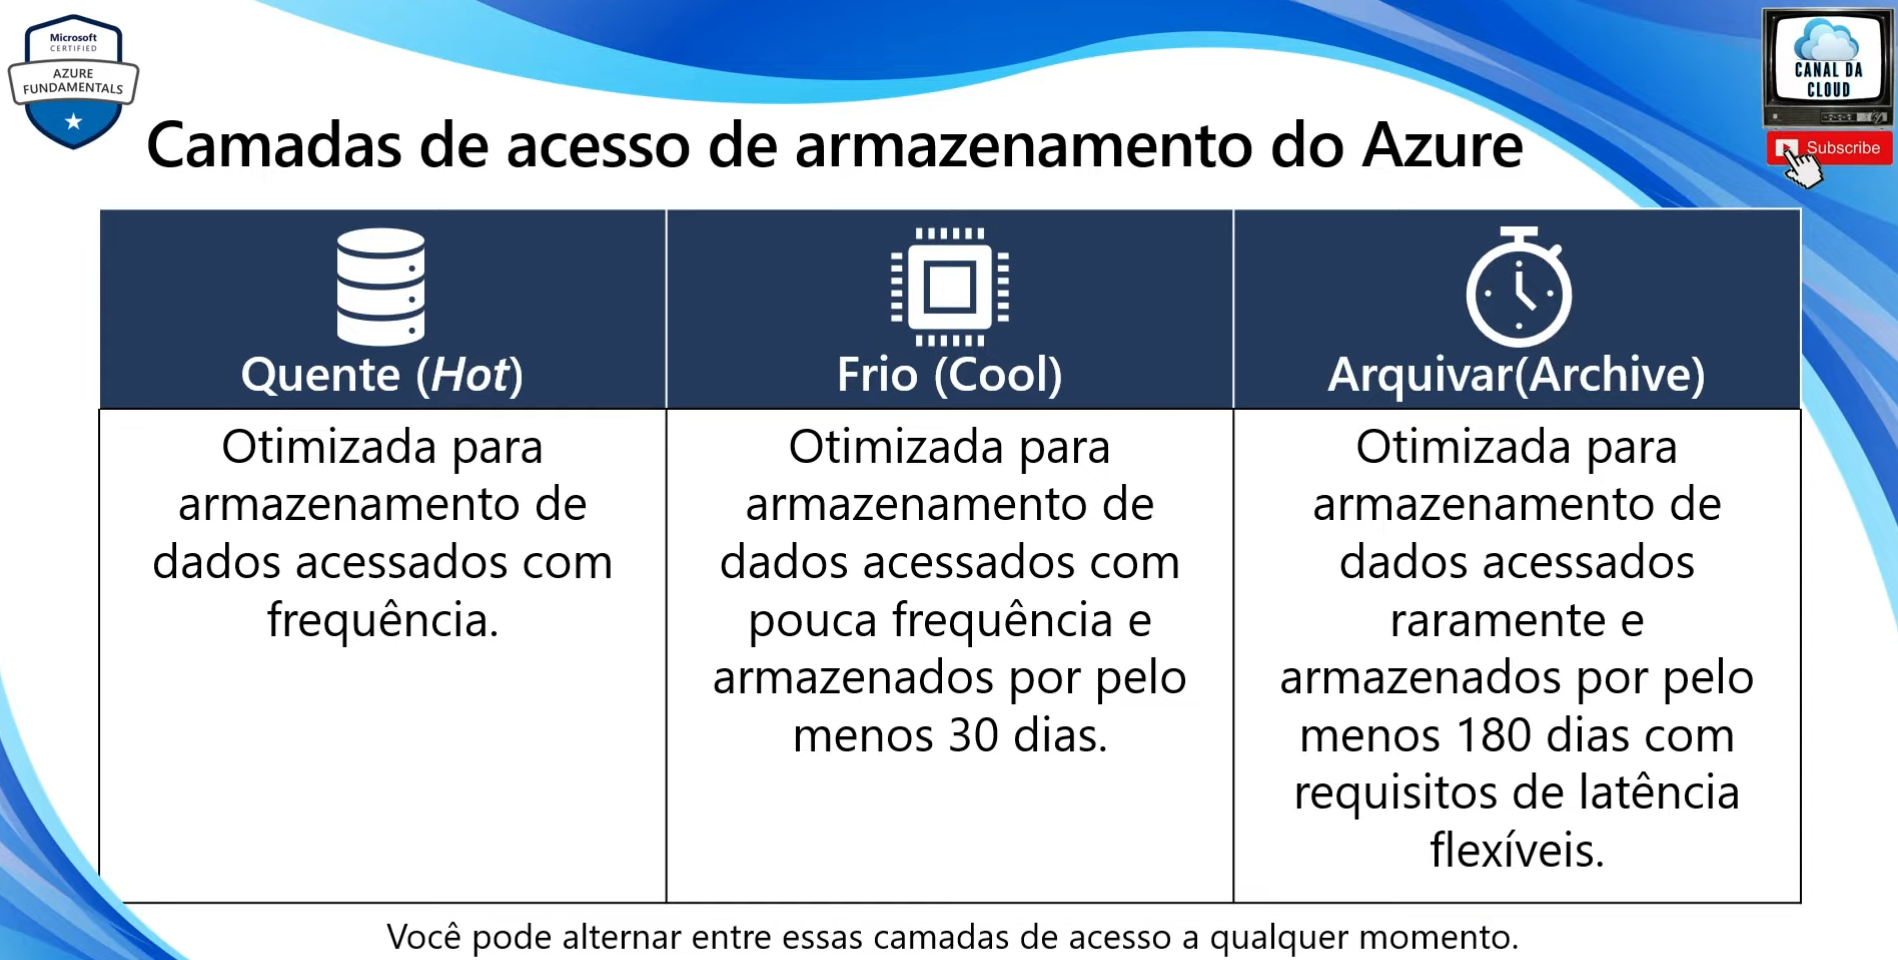 Microsoft
CERTIFIED
AZURE
FUNDAMENTALS
CANAL DA
CLOUD
Subscribe
Camadas de acesso de armazenamento do Azure
Quente (Hot)
Otimizada para
armazenamento de
dados acessados com
frequência.
Frio (Cool)
Otimizada para
armazenamento de
dados acessados com
pouca frequência e
armazenados por pelo
menos 30 dias.
Arquivar(Archive)
Otimizada para
armazenamento de
dados acessados
raramente e
armazenados por pelo
menos 180 dias com
requisitos de latência
flexíveis.
Você pode alternar entre essas camadas de acesso a qualquer momento.